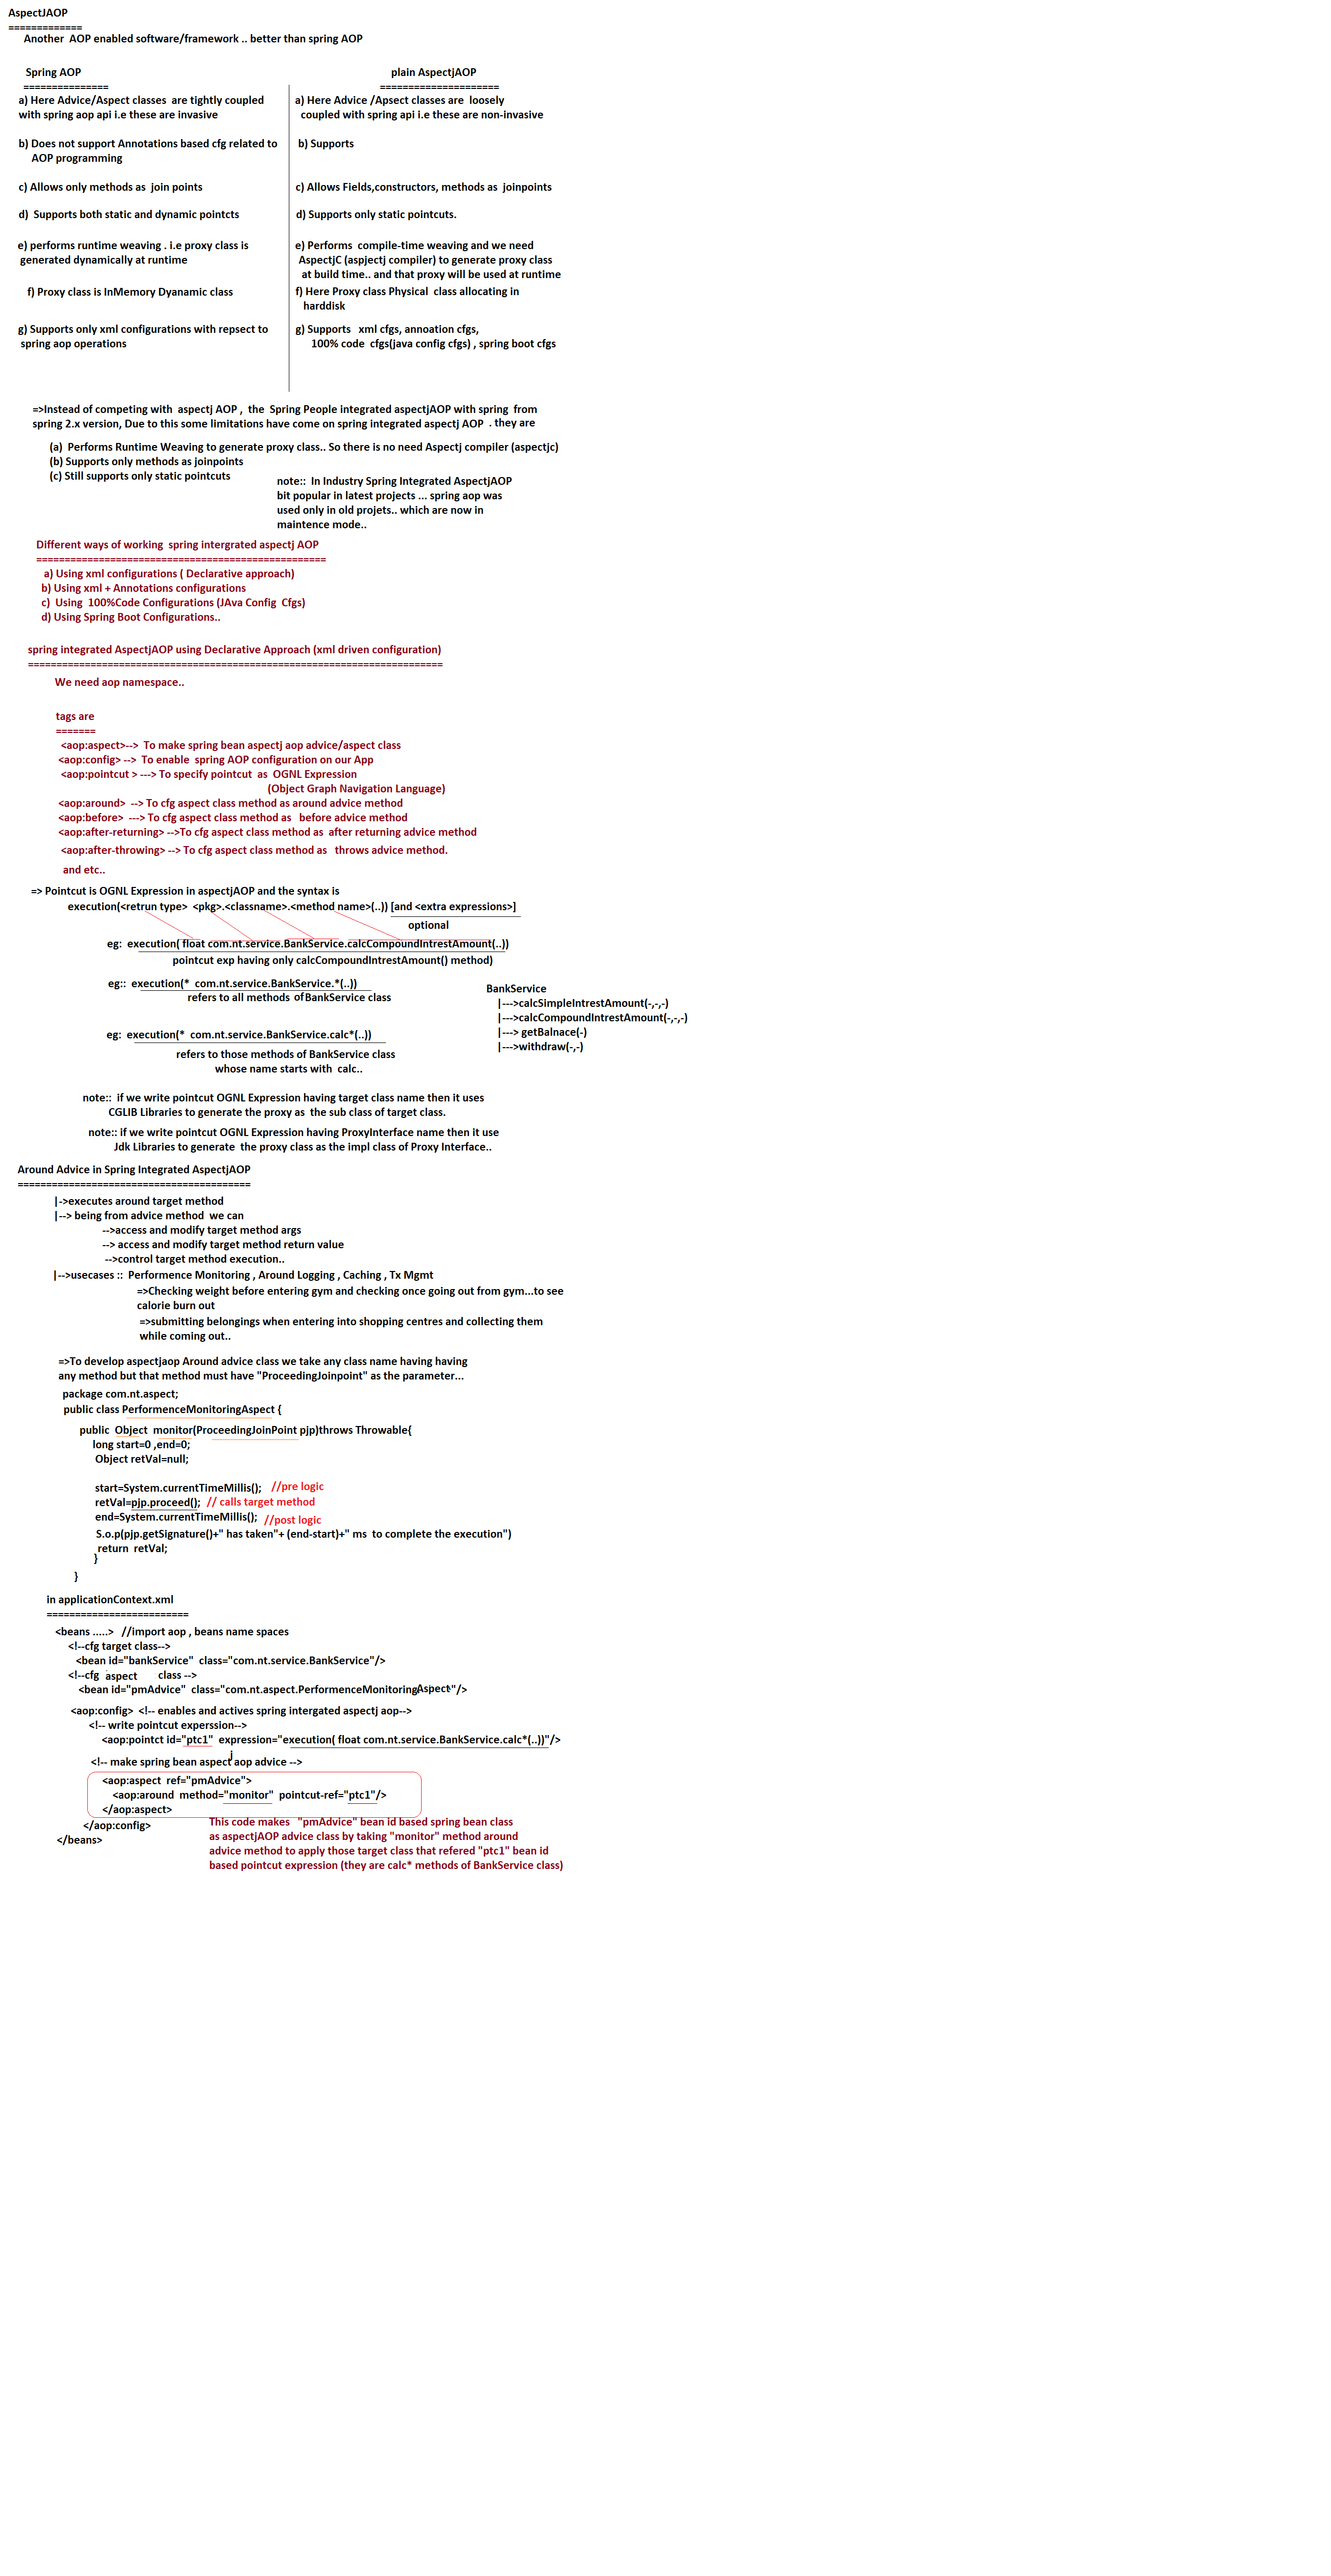 AspectJAOP
=============
Another  AOP enabled software/framework .. better than spring AOP
Spring AOP
===============
a) Here Advice/Aspect classes  are tightly coupled
with spring aop api i.e these are invasive
b) Does not support Annotations based cfg related to
AOP programming
c) Allows only methods as  join points
d)  Supports both static and dynamic pointcts
e) performs runtime weaving . i.e proxy class is
generated dynamically at runtime
f) Proxy class is InMemory Dyanamic class
g) Supports only xml configurations with repsect to
spring aop operations
plain AspectjAOP
=====================
a) Here Advice /Apsect classes are  loosely
coupled with spring api i.e these are non-invasive
b) Supports
c) Allows Fields,constructors, methods as  joinpoints
d) Supports only static pointcuts.
e) Performs  compile-time weaving and we need
AspectjC (aspjectj compiler) to generate proxy class
at build time.. and that proxy will be used at runtime
f) Here Proxy class Physical  class allocating in
harddisk
g) Supports   xml cfgs, annoation cfgs,
100% code  cfgs(java config cfgs) , spring boot cfgs
=>Instead of competing with  aspectj AOP ,  the  Spring People integrated aspectjAOP with spring  from
spring 2.x version, Due to this some limitations have come on spring integrated aspectj AOP  . they are
(a)  Performs Runtime Weaving to generate proxy class.. So there is no need Aspectj compiler (aspectjc)
(b) Supports only methods as joinpoints
(c) Still supports only static pointcuts
note::  In Industry Spring Integrated AspectjAOP
bit popular in latest projects ... spring aop was
used only in old projets.. which are now in
maintence mode..
Different ways of working  spring intergrated aspectj AOP
===================================================
a) Using xml configurations ( Declarative approach)
b) Using xml + Annotations configurations
c)  Using  100%Code Configurations (JAva Config  Cfgs)
d) Using Spring Boot Configurations..
spring integrated AspectjAOP using Declarative Approach (xml driven configuration)
=========================================================================
We need aop namespace..
tags are
=======
<aop:aspect>-->  To make spring bean aspectj aop advice/aspect class
<aop:config> -->  To enable  spring AOP configuration on our App
<aop:pointcut > ---> To specify pointcut  as  OGNL Expression
(Object Graph Navigation Language)
<aop:around>  --> To cfg aspect class method as around advice method
<aop:before>  ---> To cfg aspect class method as   before advice method
<aop:after-returning> -->To cfg aspect class method as  after returning advice method
<aop:after-throwing> --> To cfg aspect class method as   throws advice method.
and etc..
=> Pointcut is OGNL Expression in aspectjAOP and the syntax is
execution(<retrun type>  <pkg>.<classname>.<method name>(..)) [and <extra expressions>]
optional
eg:  execution( float com.nt.service.BankService.calcCompoundIntrestAmount(..))
pointcut exp having only calcCompoundIntrestAmount() method)
eg::  execution(*  com.nt.service.BankService.*(..))
refers to all methods of BankService class
eg:  execution(*  com.nt.service.BankService.calc*(..))
refers to those methods of BankService class
whose name starts with  calc..
BankService
|--->calcSimpleIntrestAmount(-,-,-)
|--->calcCompoundIntrestAmount(-,-,-)
|---> getBalnace(-)
|--->withdraw(-,-)
note::  if we write pointcut OGNL Expression having target class name then it uses
CGLIB Libraries to generate the proxy as  the sub class of target class.
note:: if we write pointcut OGNL Expression having ProxyInterface name then it use
Jdk Libraries to generate  the proxy class as the impl class of Proxy Interface..
Around Advice in Spring Integrated AspectjAOP
=========================================
|->executes around target method
|--> being from advice method  we can
-->access and modify target method args
--> access and modify target method return value
-->control target method execution..
|-->usecases ::  Performence Monitoring , Around Logging , Caching , Tx Mgmt
=>Checking weight before entering gym and checking once going out from gym...to see
calorie burn out
=>submitting belongings when entering into shopping centres and collecting them
while coming out..
=>To develop aspectjaop Around advice class we take any class name having having
any method but that method must have "ProceedingJoinpoint" as the parameter...
package com.nt.aspect;
public class PerformenceMonitoringAspect {
public  Object  monitor(ProceedingJoinPoint pjp)throws Throwable{
long start=0 ,end=0;
Object retVal=null;
start=System.currentTimeMillis();   //pre logic
retVal=pjp.proceed();  // calls target method
end=System.currentTimeMillis();  //post logic
S.o.p(pjp.getSignature()+" has taken"+ (end-start)+" ms  to complete the execution")
return  retVal;
}
}
in applicationContext.xml
=========================
<beans .....>   //import aop , beans name spaces
<!--cfg target class-->
<bean id="bankService"  class="com.nt.service.BankService"/>
<!--cfg  aspect  class -->
<bean id="pmAdvice"  class="com.nt.aspect.PerformenceMonitoringAspect"/>
<aop:config>  <!-- enables and actives spring intergated aspectj aop-->
<!-- write pointcut experssion-->
<aop:pointct id="ptc1"  expression="execution( float com.nt.service.BankService.calc*(..))"/>
<!-- make spring bean aspectj aop advice -->
<aop:aspect  ref="pmAdvice">
<aop:around  method="monitor"  pointcut-ref="ptc1"/>
</aop:aspect>
</aop:config>
</beans>
This code makes   "pmAdvice" bean id based spring bean class
as aspectjAOP advice class by taking "monitor" method around
advice method to apply those target class that refered "ptc1" bean id
based pointcut expression (they are calc* methods of BankService class)